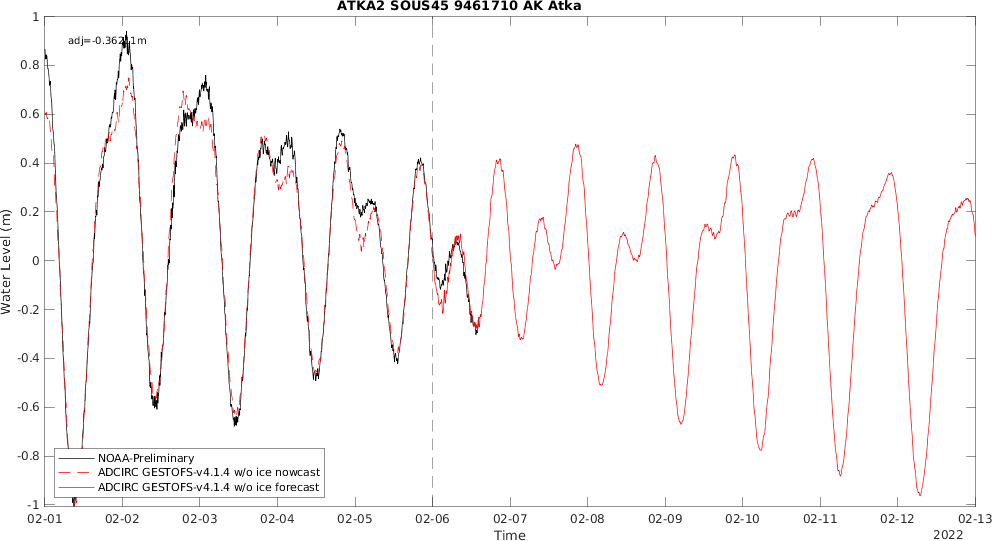 ATKA2 SOUS45 9461710 AK Atka
adj=-0.3621m
1
0.8
0.6
0.4
0.2
0
-0.2
-0.4
-0.6
-0.8
-1
Water Level (m)
NOAA-Preliminary
ADCIRC GESTOFS-v4.1.4 w/o ice nowcast
ADCIRC GESTOFS-v4.1.4 w/o ice forecast
02-01 02-02 02-03 02-04 02-05 02-06 02-07 02-08 02-09 02-10 02-11 02-12 02-13
Time
2022